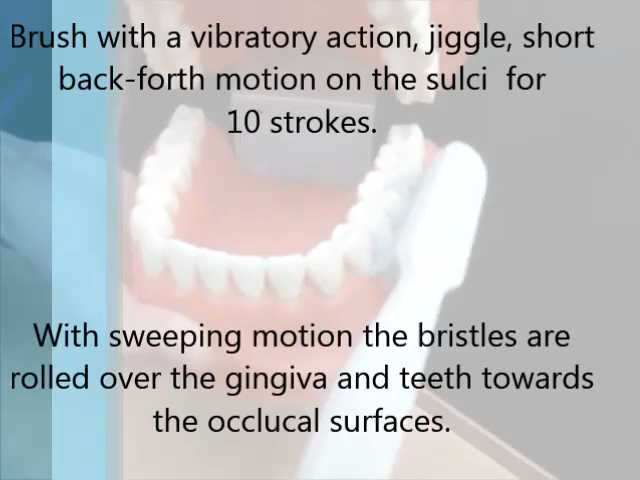 Brush with a vibratory action, jiggle, short
back-forth motion on the sulci for
10 strokes.
With sweeping motion the bristles are
rolled over the gingiva and teeth towards
the occlucal surfaces.